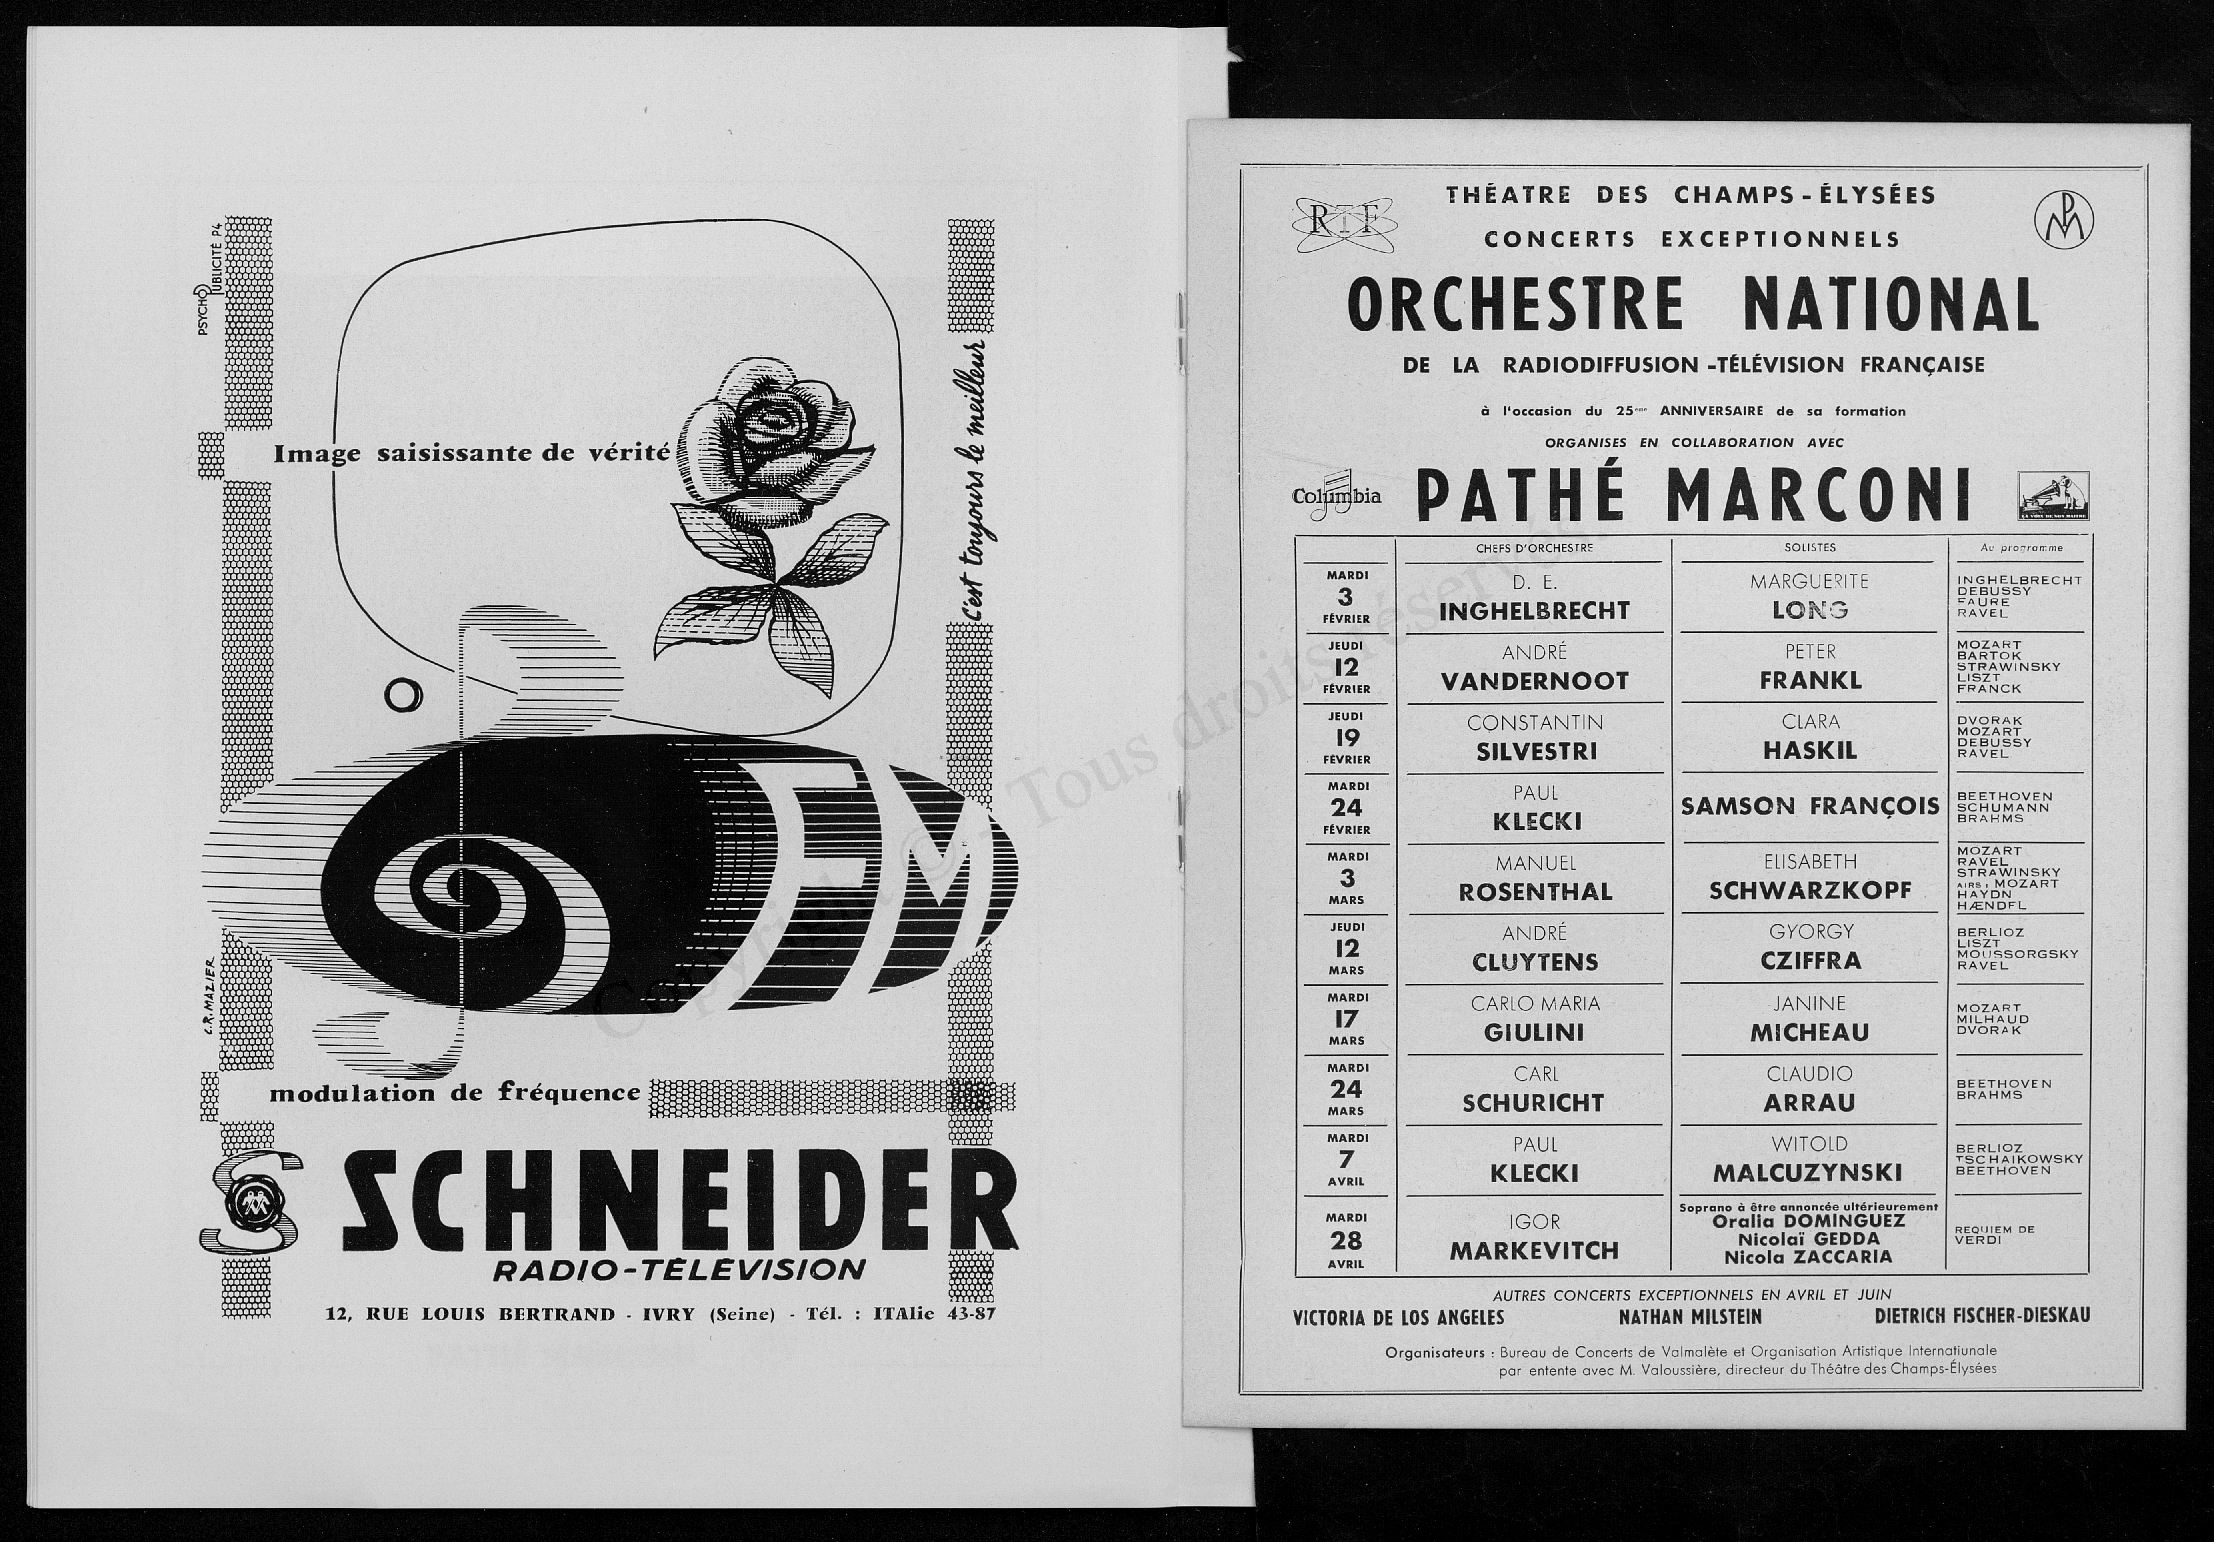 PSYCHO PUBLICITÉ P4
Image saisissante de vérité
c'est toujours le meilleur
FM
C.R. MAZIER
modulation de fréquence
SCHNEIDER
RADIO-TÉLÉVISION
12, RUE LOUIS BERTRAND - IVRY (Seine) - Tél. : ITAlie 43-87
RTF
THÉATRE DES CHAMPS-ÉLYSÉES
CONCERTS EXCEPTIONNELS
ORCHESTRE NATIONAL
DE LA RADIODIFFUSION-TÉLÉVISION FRANÇAISE
à l'occasion du 25ème ANNIVERSAIRE de sa formation
ORGANISES EN COLLABORATION AVEC
Columbia
PATHÉ MARCONI
LA VOIX DE SON MAITRE
CHEFS D'ORCHESTRE
SOLISTES
Au programme
MARDI
3
FÉVRIER
D. E.
INGHELBRECHT
MARGUERITE
LONG
INGHELBRECHT
DEBUSSY
FAURE
RAVEL
JEUDI
12
FÉVRIER
ANDRÉ
VANDERNOOT
PETER
FRANKL
MOZART
BARTOK
STRAWINSKY
LISZT
FRANCK
JEUDI
19
FÉVRIER
CONSTANTIN
SILVESTRI
CLARA
HASKIL
DVORAK
MOZART
DEBUSSY
RAVEL
MARDI
24
FÉVRIER
PAUL
KLECKI
SAMSON FRANÇOIS
BEETHOVEN
SCHUMANN
BRAHMS
MARDI
3
MARS
MANUEL
ROSENTHAL
ELISABETH
SCHWARZKOPF
MOZART
RAVEL
STRAWINSKY
AIRS : MOZART
HAYDN
HÆNDEL
JEUDI
12
MARS
ANDRÉ
CLUYTENS
GYORGY
CZIFFRA
BERLIOZ
LISZT
MOUSSORGSKY
RAVEL
MARDI
17
MARS
CARLO MARIA
GIULINI
JANINE
MICHEAU
MOZART
MILHAUD
DVORAK
MARDI
24
MARS
CARL
SCHURICHT
CLAUDIO
ARRAU
BEETHOVEN
BRAHMS
MARDI
7
AVRIL
PAUL
KLECKI
WITOLD
MALCUZYNSKI
BERLIOZ
TSCHAIKOWSKY
BEETHOVEN
MARDI
28
AVRIL
IGOR
MARKEVITCH
Soprano à être annoncée ultérieurement
Oralia DOMINGUEZ
Nicolaï GEDDA
Nicola ZACCARIA
REQUIEM DE
VERDI
AUTRES CONCERTS EXCEPTIONNELS EN AVRIL ET JUIN
VICTORIA DE LOS ANGELES NATHAN MILSTEIN DIETRICH FISCHER-DIESKAU
Organisateurs : Bureau de Concerts de Valmalète et Organisation Artistique Internationale
par entente avec M. Valoussière, directeur du Théâtre des Champs-Élysées
Copyright © - Tous droits réservés